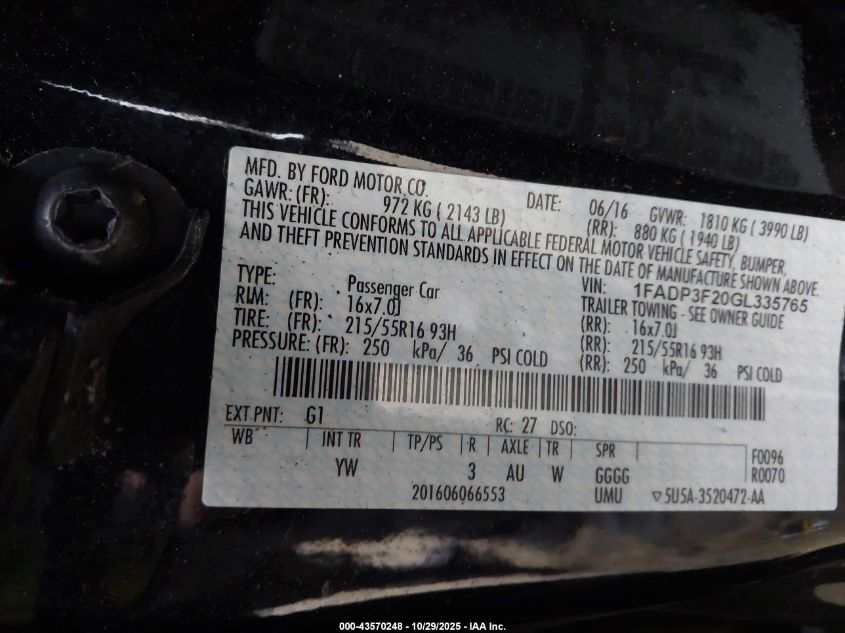 MFD. BY FORD MOTOR CO.
DATE: 06/16 GVWR: 1810 KG ( 3990 LB)
GAWR: (FR): 972 KG ( 2143 LB) (RR): 880 KG ( 1940 LB)
THIS VEHICLE CONFORMS TO ALL APPLICABLE FEDERAL MOTOR VEHICLE SAFETY, BUMPER,
AND THEFT PREVENTION STANDARDS IN EFFECT ON THE DATE OF MANUFACTURE SHOWN ABOVE.
VIN: 1FADP3F20GL335765
TYPE: Passenger Car TRAILER TOWING - SEE OWNER GUIDE
RIM: 16x7.0J (RR): 16x7.0J
TIRE: (FR): 215/55R16 93H (RR): 215/55R16 93H
PRESSURE: (FR): 250 kPa/ 36 PSI COLD (RR): 250 kPa/ 36 PSI COLD
EXT PNT: G1 RC: 27 DSO:
WB INT TR TP/PS R AXLE TR SPR F0096
YW 3 AU W GGGG R0070
201606066553 UMU ▽5U5A-3520472-AA
000-43570248 - 10/29/2025 - IAA Inc.